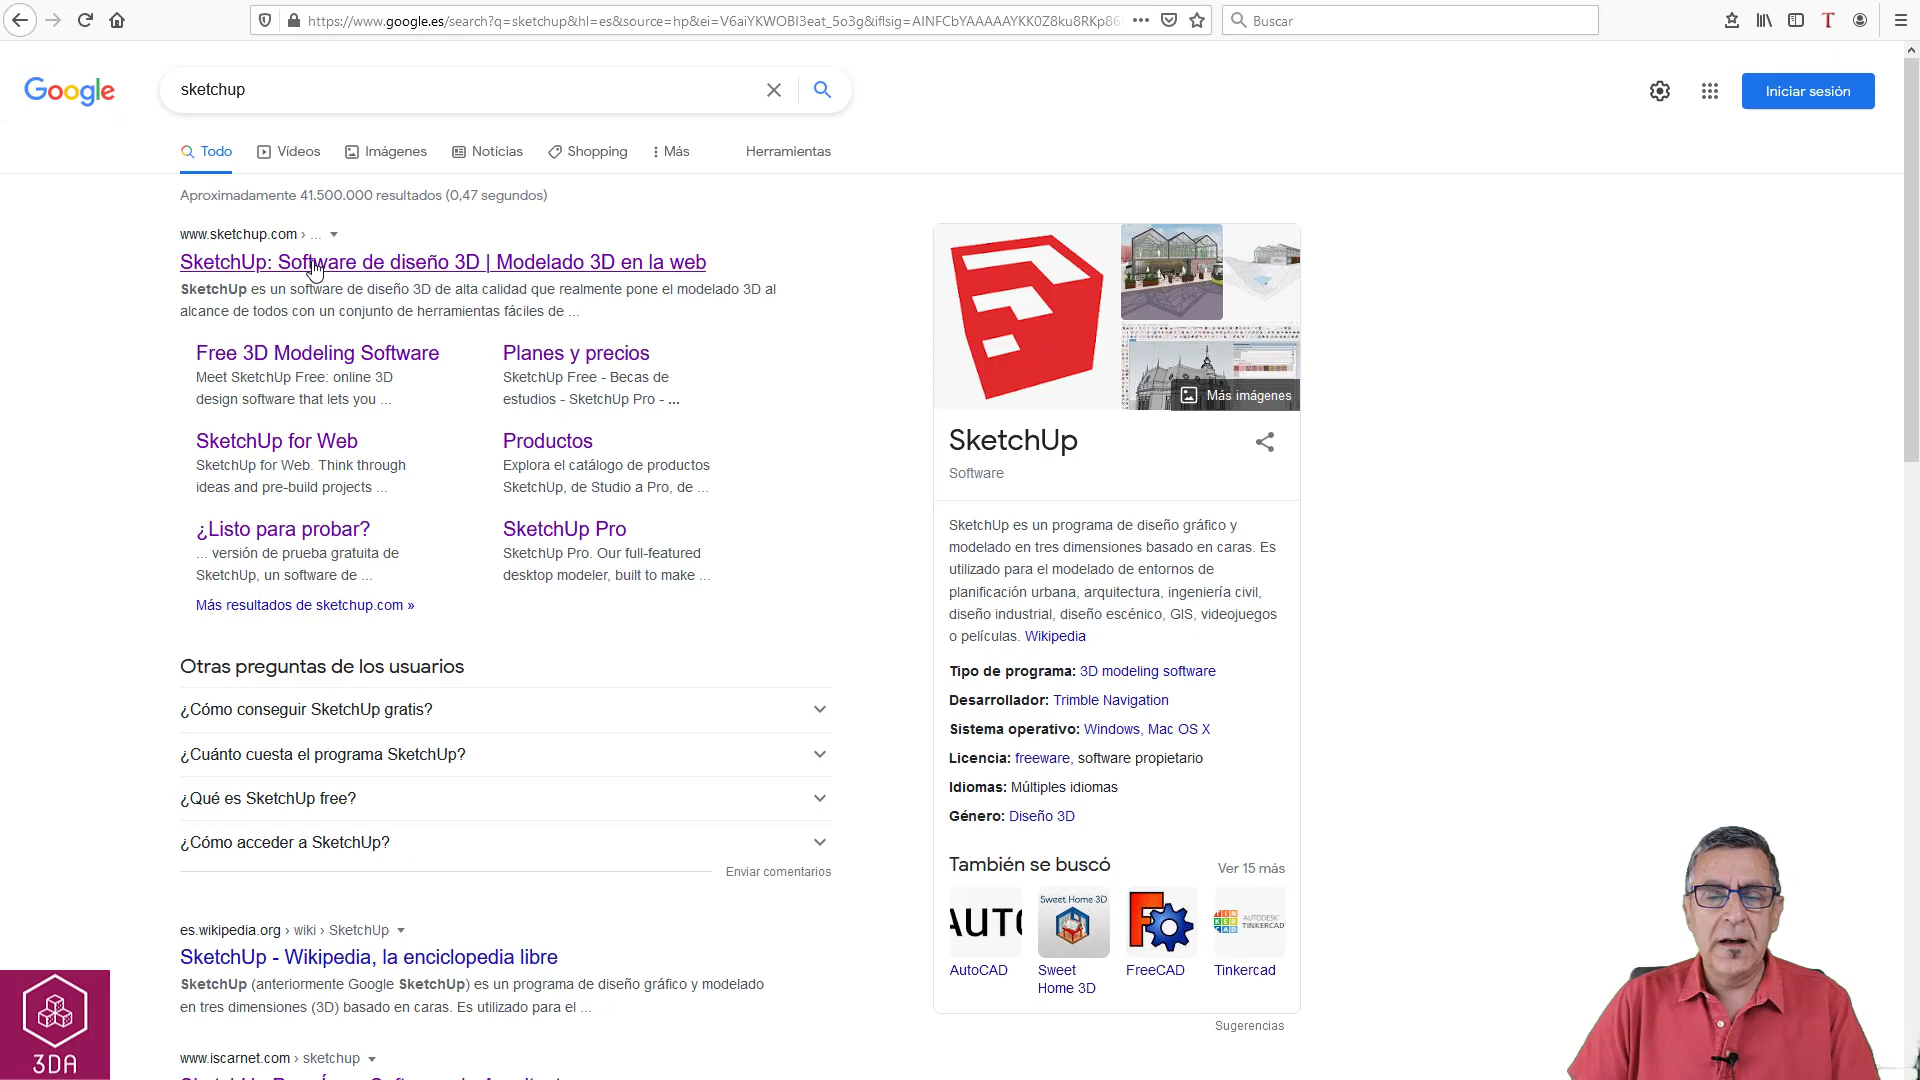 https://www.google.es/search?q=sketchup&hl=es&source=hp&ei=V6aiYKWOBI3eat_5o3g&iflsig=AINFCbYAAAAAYKK0Z8ku8RKp86
Buscar
Google
sketchup
Iniciar sesión
Todo
Vídeos
Imágenes
Noticias
Shopping
Más
Herramientas
Aproximadamente 41.500.000 resultados (0,47 segundos)
www.sketchup.com › ...
SketchUp: Software de diseño 3D | Modelado 3D en la web
SketchUp es un software de diseño 3D de alta calidad que realmente pone el modelado 3D al
alcance de todos con un conjunto de herramientas fáciles de ...
Free 3D Modeling Software
Meet SketchUp Free: online 3D
design software that lets you ...
Planes y precios
SketchUp Free - Becas de
estudios - SketchUp Pro - ...
SketchUp for Web
SketchUp for Web. Think through
ideas and pre-build projects ...
Productos
Explora el catálogo de productos
SketchUp, de Studio a Pro, de ...
¿Listo para probar?
... versión de prueba gratuita de
SketchUp, un software de ...
SketchUp Pro
SketchUp Pro. Our full-featured
desktop modeler, built to make ...
Más resultados de sketchup.com »
Otras preguntas de los usuarios
¿Cómo conseguir SketchUp gratis?
¿Cuánto cuesta el programa SketchUp?
¿Qué es SketchUp free?
¿Cómo acceder a SketchUp?
Enviar comentarios
es.wikipedia.org › wiki › SketchUp
SketchUp - Wikipedia, la enciclopedia libre
SketchUp (anteriormente Google SketchUp) es un programa de diseño gráfico y modelado
en tres dimensiones (3D) basado en caras. Es utilizado para el ...
www.iscarnet.com › sketchup
Más imágenes
SketchUp
Software
SketchUp es un programa de diseño gráfico y
modelado en tres dimensiones basado en caras. Es
utilizado para el modelado de entornos de
planificación urbana, arquitectura, ingeniería civil,
diseño industrial, diseño escénico, GIS, videojuegos
o películas. Wikipedia
Tipo de programa: 3D modeling software
Desarrollador: Trimble Navigation
Sistema operativo: Windows, Mac OS X
Licencia: freeware, software propietario
Idiomas: Múltiples idiomas
Género: Diseño 3D
También se buscó
Ver 15 más
AUTO
Sweet Home 3D
AUTODESK
TINKERCAD
AutoCAD
Sweet
Home 3D
FreeCAD
Tinkercad
Sugerencias
3DA